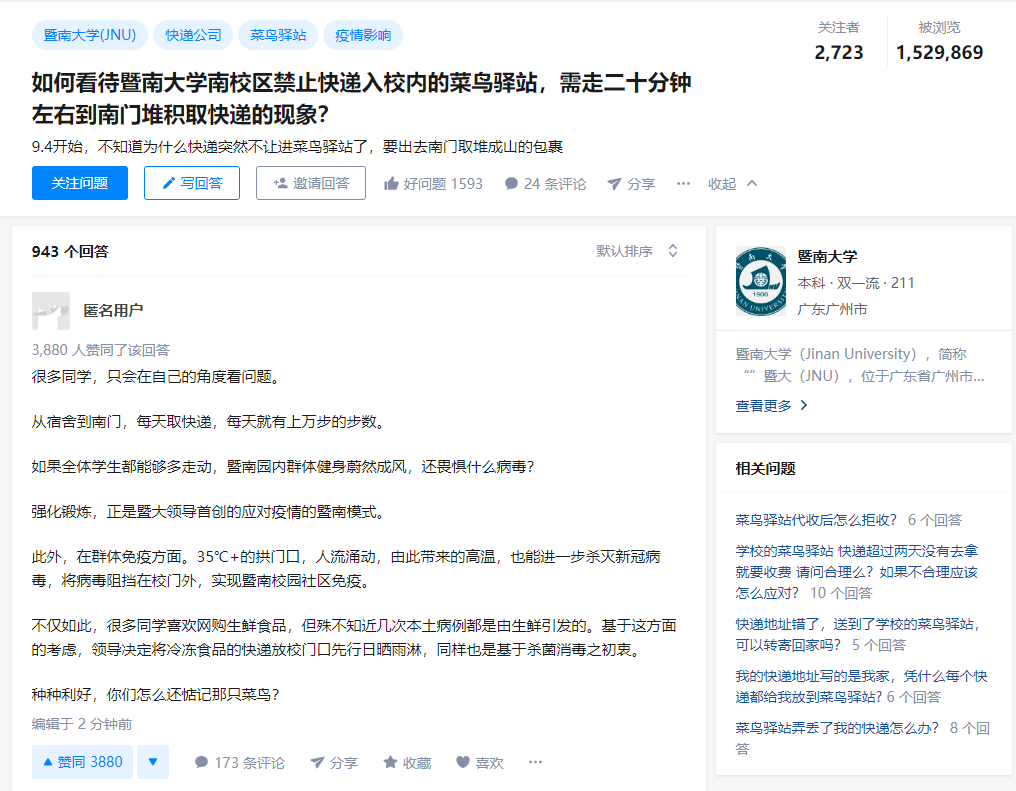 暨南大学(JNU) 快递公司 菜鸟驿站 疫情影响
关注者 被浏览
2,723 1,529,869
如何看待暨南大学南校区禁止快递入校内的菜鸟驿站，需走二十分钟
左右到南门堆积取快递的现象？
9.4开始，不知道为什么快递突然不让进菜鸟驿站了，要出去南门取堆成山的包裹
关注问题 写回答 邀请回答 好问题 1593 24 条评论 分享 ··· 收起
943 个回答 默认排序
匿名用户
3,880 人赞同了该回答
很多同学，只会在自己的角度看问题。
从宿舍到南门，每天取快递，每天就有上万步的步数。
如果全体学生都能够多走动，暨南园内群体健身蔚然成风，还畏惧什么病毒？
强化锻炼，正是暨大领导首创的应对疫情的暨南模式。
此外，在群体免疫方面。35℃+的拱门口，人流涌动，由此带来的高温，也能进一步杀灭新冠病
毒，将病毒阻挡在校门外，实现暨南校园社区免疫。
不仅如此，很多同学喜欢网购生鲜食品，但殊不知近几次本土病例都是由生鲜引发的。基于这方面
的考虑，领导决定将冷冻食品的快递放校门口先行日晒雨淋，同样也是基于杀菌消毒之初衷。
种种利好，你们怎么还惦记那只菜鸟？
编辑于 2 分钟前
赞同 3880 173 条评论 分享 收藏 喜欢 ···
暨南大学
1906
本科 · 双一流 · 211
广东广州市
暨南大学（Jinan University），简称
“”暨大（JNU），位于广东省广州市...
查看更多
相关问题
菜鸟驿站代收后怎么拒收？ 6 个回答
学校的菜鸟驿站 快递超过两天没有去拿
就要收费 请问合理么？如果不合理应该
怎么应对？ 10 个回答
快递地址错了，送到了学校的菜鸟驿站，
可以转寄回家吗？ 5 个回答
我的快递地址写的是我家，凭什么每个快
递都给我放到菜鸟驿站? 6 个回答
菜鸟驿站弄丢了我的快递怎么办？ 8 个回
答